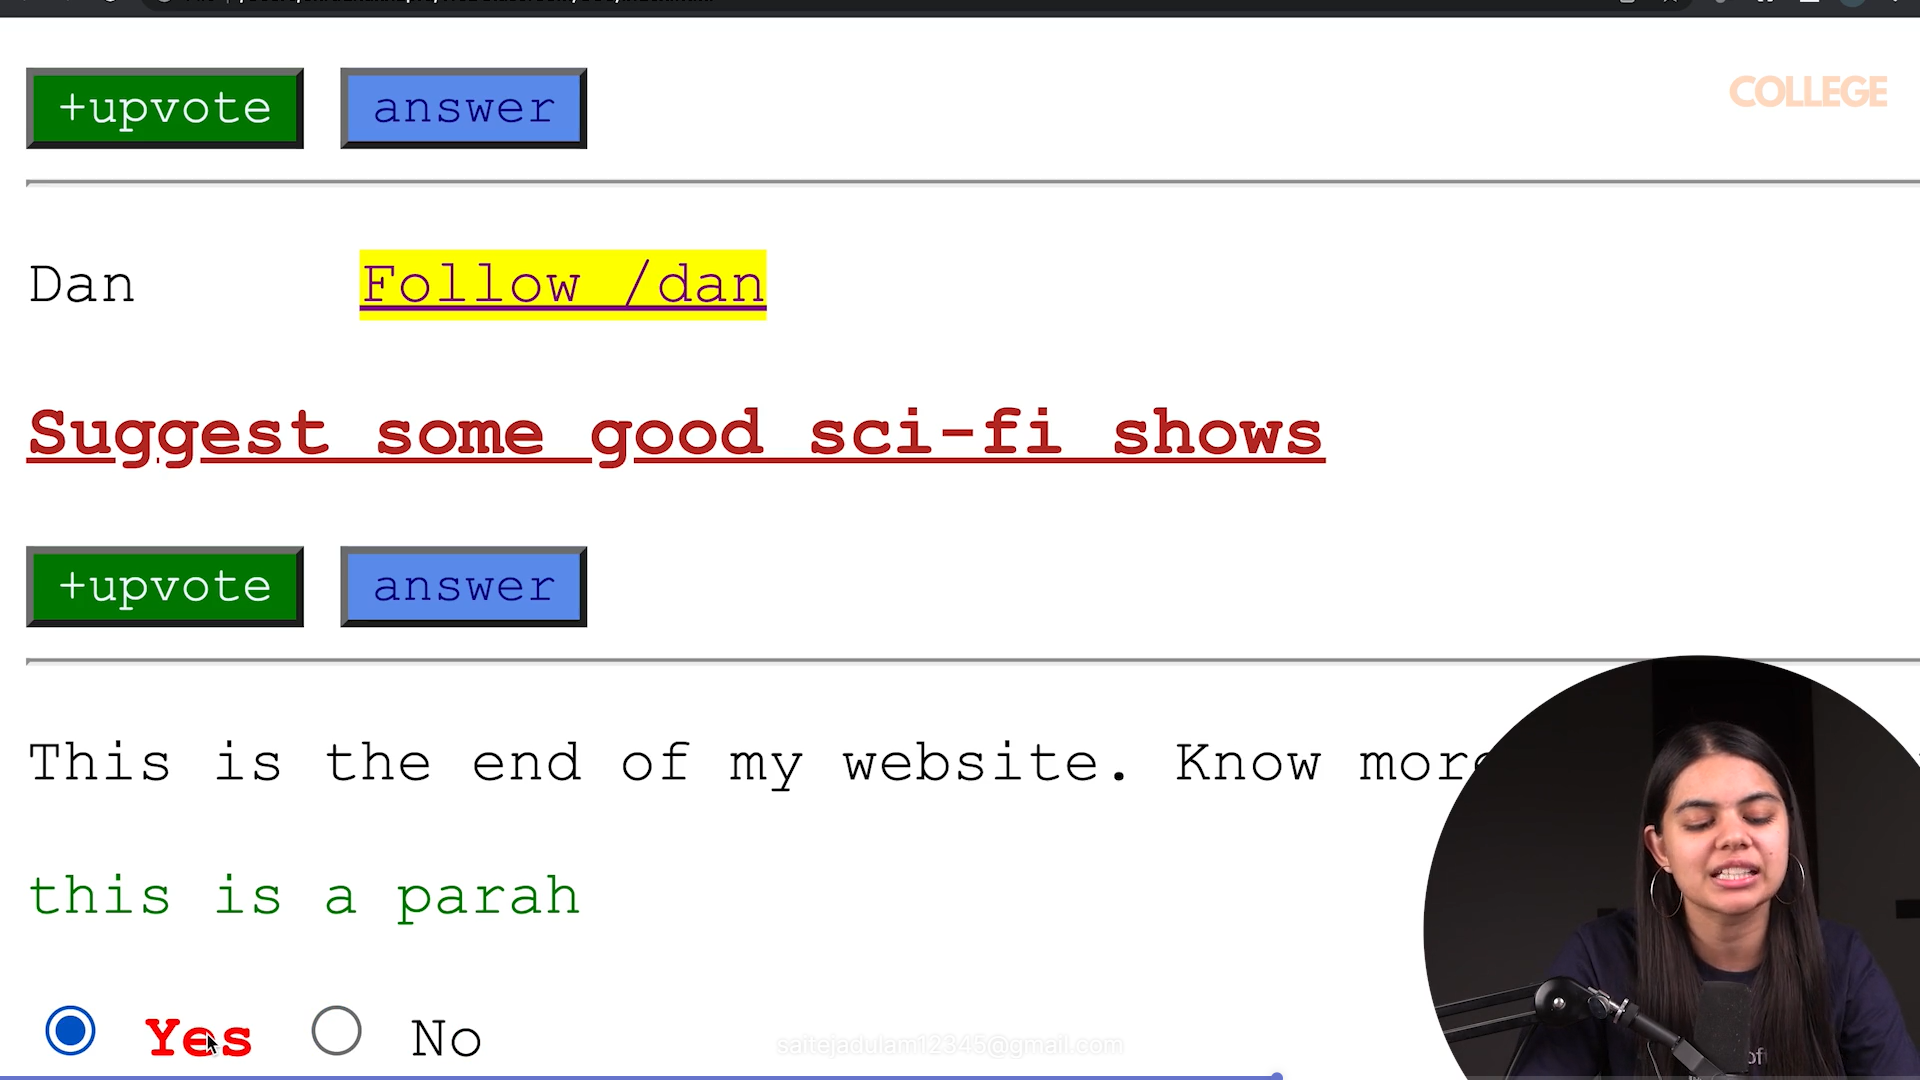 +upvote answer
COLLEGE
Dan Follow /dan
Suggest some good sci-fi shows
+upvote answer
This is the end of my website. Know more
this is a parah
Yes No
saitejadulam12345@gmail.com